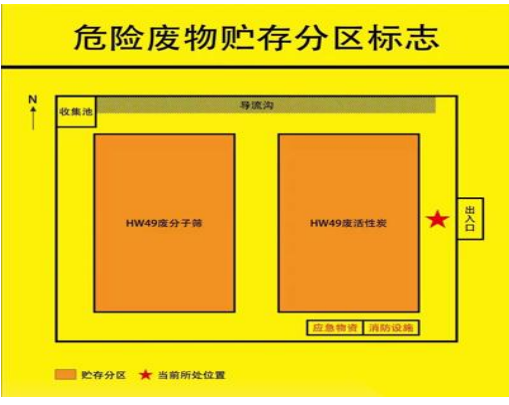 危险废物贮存分区标志
N
收集池
导流沟
HW49废分子筛
HW49废活性炭
出入口
应急物资 消防设施
贮存分区 当前所处位置